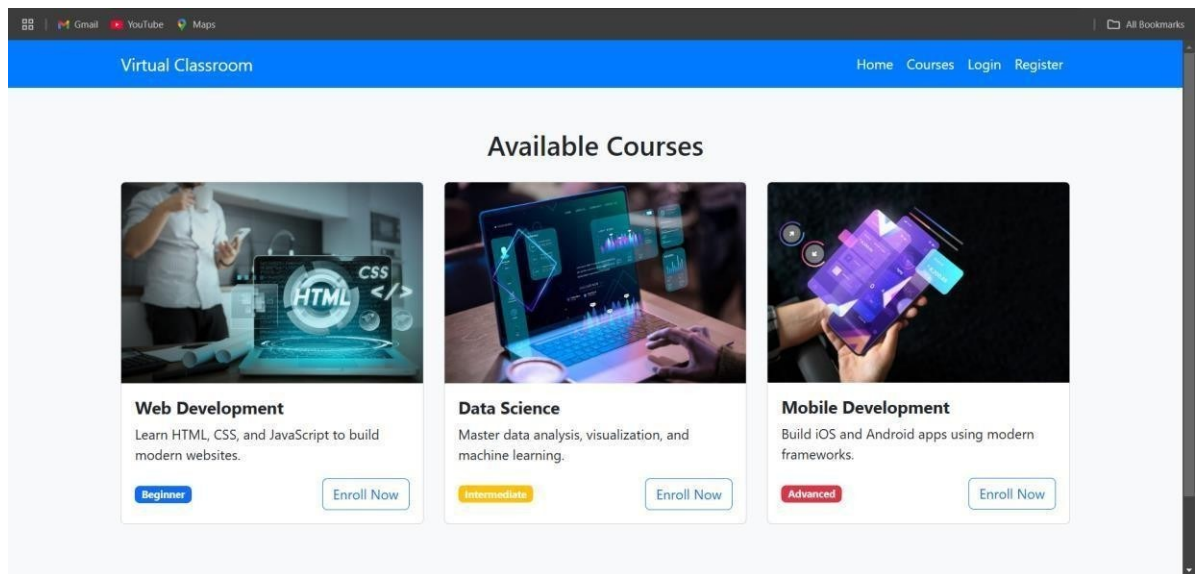 Gmail YouTube Maps All Bookmarks
Virtual Classroom Home Courses Login Register
Available Courses
CSS
HTML </>
Web Development
Learn HTML, CSS, and JavaScript to build
modern websites.
Beginner Enroll Now
Data Science
Master data analysis, visualization, and
machine learning.
Intermediate Enroll Now
Mobile Development
Build iOS and Android apps using modern
frameworks.
Advanced Enroll Now